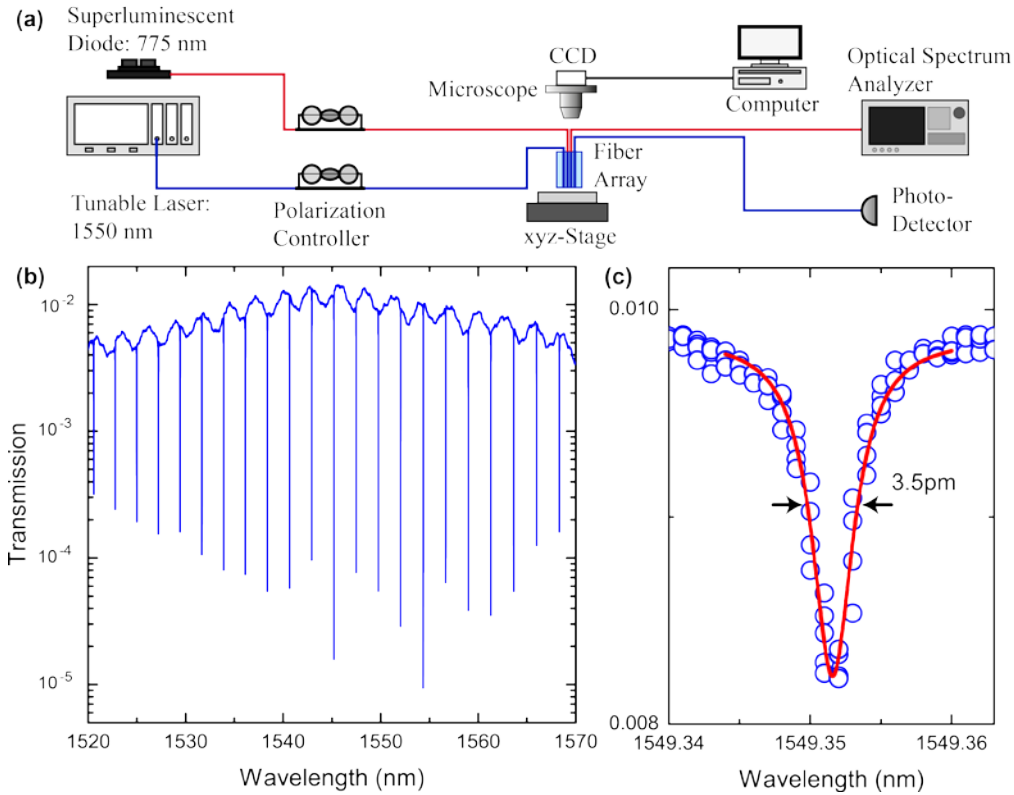 (a)
Superluminescent
Diode: 775 nm
CCD
Microscope
Computer
Optical Spectrum
Analyzer
Fiber
Array
Tunable Laser:
1550 nm
Polarization
Controller
xyz-Stage
Photo-
Detector
(b)
10-2
10-3
10-4
10-5
Transmission
1520 1530 1540 1550 1560 1570
Wavelength (nm)
(c)
0.010
3.5pm
0.008
1549.34 1549.35 1549.36
Wavelength (nm)